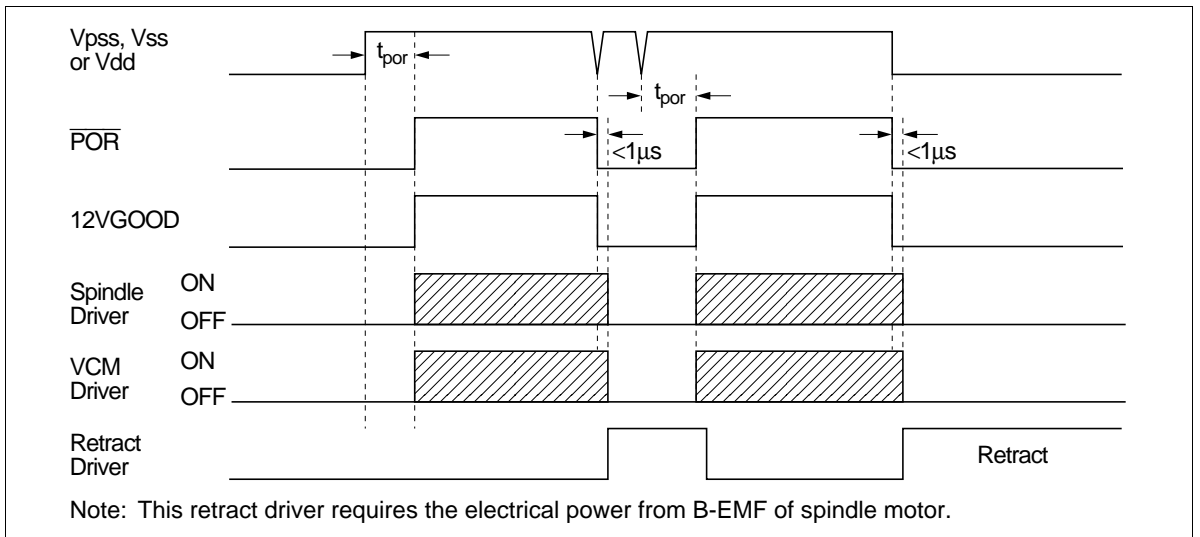 Vpss, Vss
or Vdd
tpor
tpor
POR
<1μs
<1μs
12VGOOD
Spindle
Driver
ON
OFF
VCM
Driver
ON
OFF
Retract
Driver
Retract
Note: This retract driver requires the electrical power from B-EMF of spindle motor.